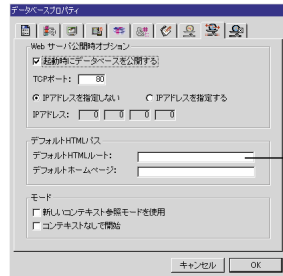 データベースプロパティ
Web サーバ公開時オプション
起動時にデータベースを公開する
TCPポート: 80
IPアドレスを指定しない IPアドレスを指定する
IPアドレス: 0 0 0 0
デフォルトHTMLパス
デフォルトHTMLルート:
デフォルトホームページ:
モード
新しいコンテキスト参照モードを使用
コンテキストなしで開始
キャンセル OK